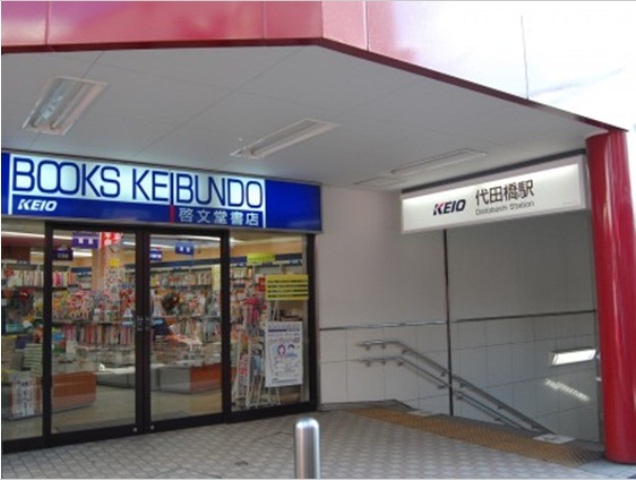 BOOKS KEIBUNDO
KEIO
啓文堂書店
KEIO 代田橋駅
Daitabashi Station